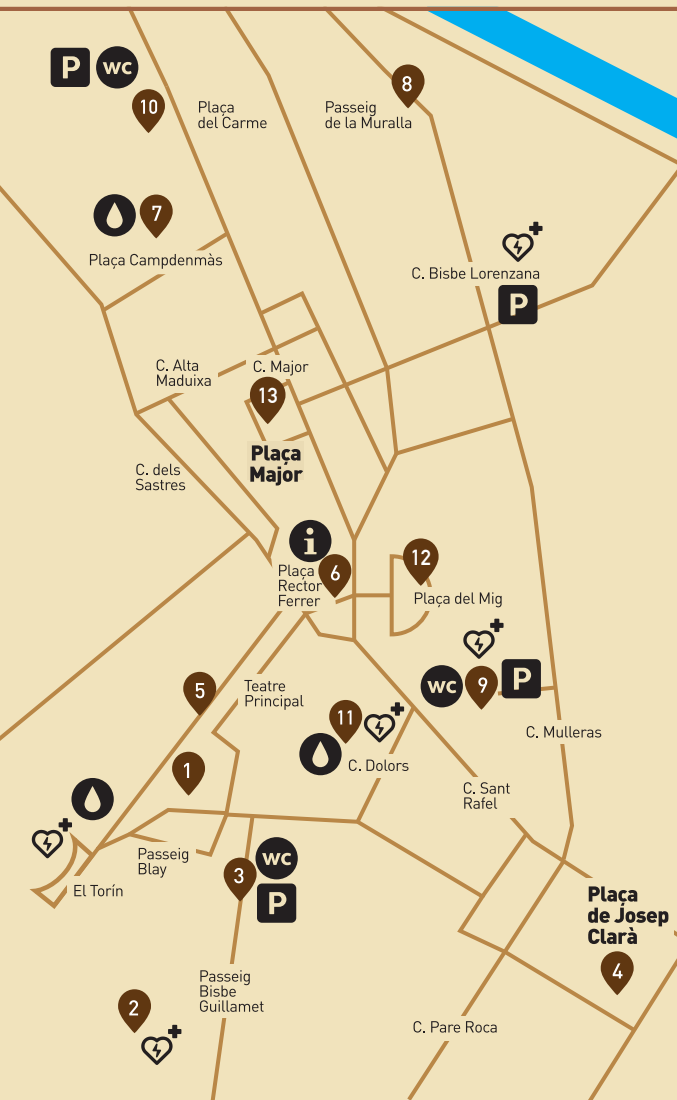 P
WC
10
Plaça
del Carme
Passeig
de la Muralla
8
7
Plaça Campdenmàs
C. Bisbe Lorenzana
P
C. Alta
Maduixa
C. Major
13
Plaça
Major
C. dels
Sastres
i
Plaça
Rector
Ferrer
6
12
Plaça del Mig
WC
9
P
5
Teatre
Principal
11
C. Dolors
C. Mulleras
1
C. Sant
Rafel
Passeig
Blay
El Torín
3
WC
P
Plaça
de Josep
Clarà
4
Passeig
Bisbe
Guillamet
2
C. Pare Roca